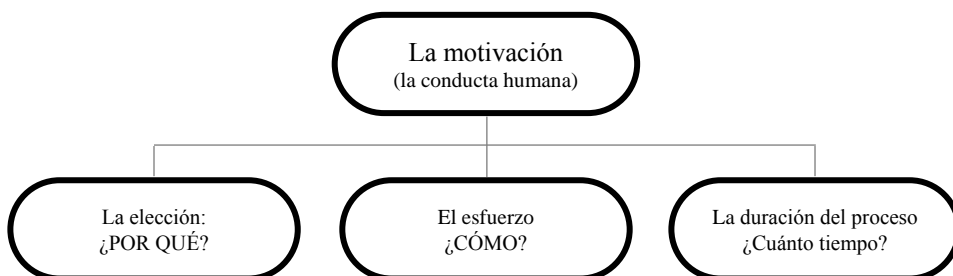 La motivación
(la conducta humana)
La elección:
¿POR QUÉ?
El esfuerzo
¿CÓMO?
La duración del proceso
¿Cuánto tiempo?